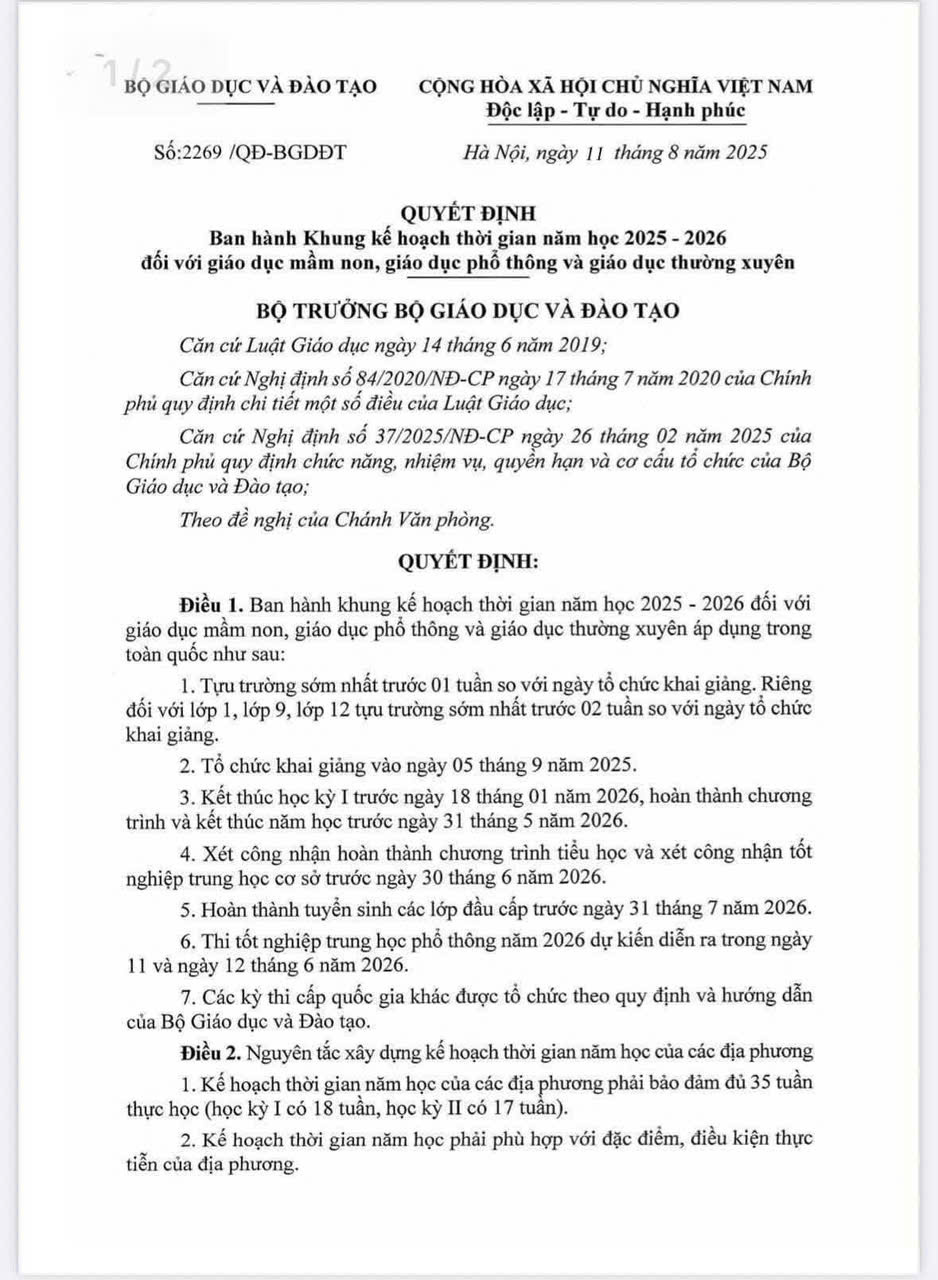 1/2
BỘ GIÁO DỤC VÀ ĐÀO TẠO
CỘNG HÒA XÃ HỘI CHỦ NGHĨA VIỆT NAM
Độc lập - Tự do - Hạnh phúc
Số:2269 /QĐ-BGDĐT
Hà Nội, ngày 11 tháng 8 năm 2025
QUYẾT ĐỊNH
Ban hành Khung kế hoạch thời gian năm học 2025 - 2026
đối với giáo dục mầm non, giáo dục phổ thông và giáo dục thường xuyên
BỘ TRƯỞNG BỘ GIÁO DỤC VÀ ĐÀO TẠO
Căn cứ Luật Giáo dục ngày 14 tháng 6 năm 2019;
Căn cứ Nghị định số 84/2020/NĐ-CP ngày 17 tháng 7 năm 2020 của Chính
phủ quy định chi tiết một số điều của Luật Giáo dục;
Căn cứ Nghị định số 37/2025/NĐ-CP ngày 26 tháng 02 năm 2025 của
Chính phủ quy định chức năng, nhiệm vụ, quyền hạn và cơ cấu tổ chức của Bộ
Giáo dục và Đào tạo;
Theo đề nghị của Chánh Văn phòng.
QUYẾT ĐỊNH:
Điều 1. Ban hành khung kế hoạch thời gian năm học 2025 - 2026 đối với
giáo dục mầm non, giáo dục phổ thông và giáo dục thường xuyên áp dụng trong
toàn quốc như sau:
1. Tựu trường sớm nhất trước 01 tuần so với ngày tổ chức khai giảng. Riêng
đối với lớp 1, lớp 9, lớp 12 tựu trường sớm nhất trước 02 tuần so với ngày tổ chức
khai giảng.
2. Tổ chức khai giảng vào ngày 05 tháng 9 năm 2025.
3. Kết thúc học kỳ I trước ngày 18 tháng 01 năm 2026, hoàn thành chương
trình và kết thúc năm học trước ngày 31 tháng 5 năm 2026.
4. Xét công nhận hoàn thành chương trình tiểu học và xét công nhận tốt
nghiệp trung học cơ sở trước ngày 30 tháng 6 năm 2026.
5. Hoàn thành tuyển sinh các lớp đầu cấp trước ngày 31 tháng 7 năm 2026.
6. Thi tốt nghiệp trung học phổ thông năm 2026 dự kiến diễn ra trong ngày
11 và ngày 12 tháng 6 năm 2026.
7. Các kỳ thi cấp quốc gia khác được tổ chức theo quy định và hướng dẫn
của Bộ Giáo dục và Đào tạo.
Điều 2. Nguyên tắc xây dựng kế hoạch thời gian năm học của các địa phương
1. Kế hoạch thời gian năm học của các địa phương phải bảo đảm đủ 35 tuần
thực học (học kỳ I có 18 tuần, học kỳ II có 17 tuần).
2. Kế hoạch thời gian năm học phải phù hợp với đặc điểm, điều kiện thực
tiễn của địa phương.